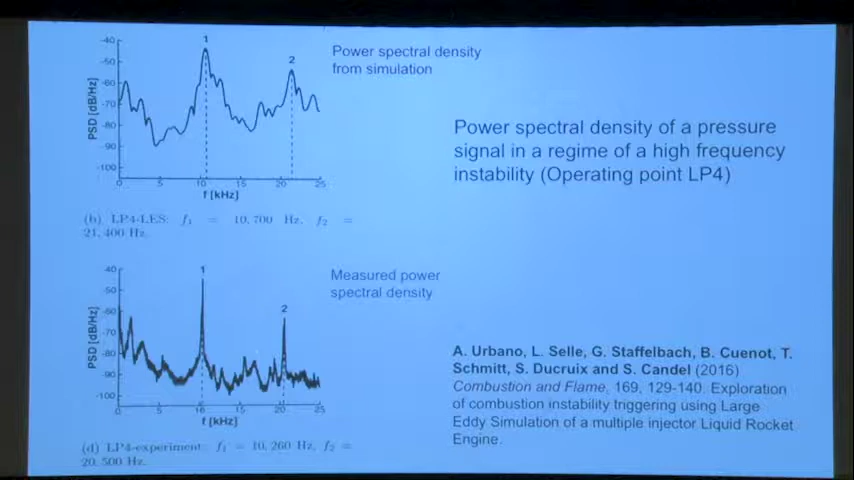 -40
-50
-60
-70
-80
-90
-100
PSD [dB/Hz]
1
2
0
5
10
15
20
25
f [kHz]
Power spectral density
from simulation
(b) LP4-LES: f₁ = 10,700 Hz, f₂ =
21,400 Hz.
Power spectral density of a pressure
signal in a regime of a high frequency
instability (Operating point LP4)
-40
-50
-60
-70
-80
-90
-100
PSD [dB/Hz]
1
2
0
5
10
15
20
25
f [kHz]
Measured power
spectral density
(d) LP4-experiment: f₁ = 10,260 Hz, f₂ =
20,500 Hz.
A. Urbano, L. Selle, G. Staffelbach, B. Cuenot, T.
Schmitt, S. Ducruix and S. Candel (2016)
Combustion and Flame, 169, 129-140. Exploration
of combustion instability triggering using Large
Eddy Simulation of a multiple injector Liquid Rocket
Engine.